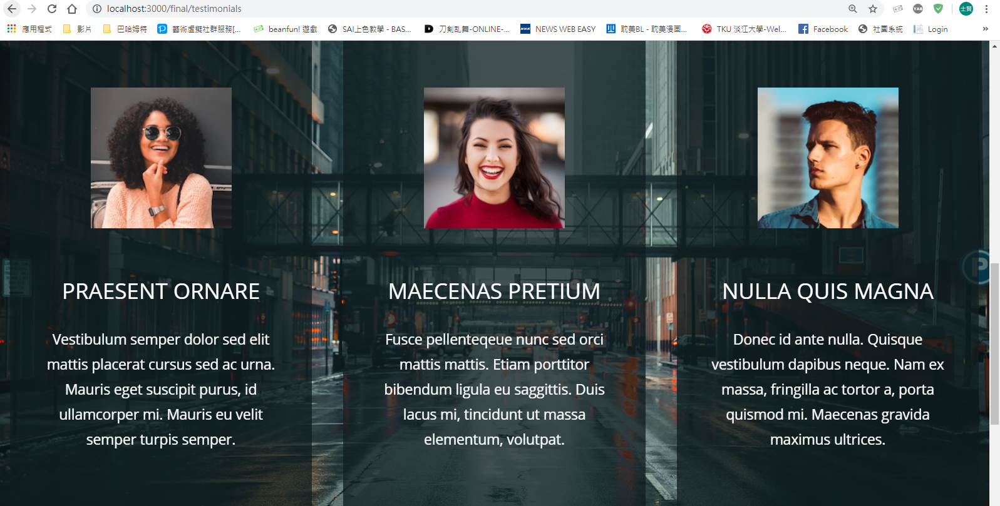 localhost:3000/final/testimonials
YAB
士賢
應用程式
影片
巴哈姆特
藝術虛擬社群服務[...
beanfun! 遊戲
SAI上色教學 - BAS...
刀剣乱舞-ONLINE-...
NHK
NEWS WEB EASY
耽美BL - 耽美漫画...
TKU 淡江大學-Wel...
Facebook
社團系統
Login
»
PRAESENT ORNARE
Vestibulum semper dolor sed elit
mattis placerat cursus sed ac urna.
Mauris eget suscipit purus, id
ullamcorper mi. Mauris eu velit
semper turpis semper.
MAECENAS PRETIUM
Fusce pellenteqeue nunc sed orci
mattis mattis. Etiam porttitor
bibendum ligula eu saggittis. Duis
lacus mi, tincidunt ut massa
elementum, volutpat.
NULLA QUIS MAGNA
Donec id ante nulla. Quisque
vestibulum dapibus neque. Nam ex
massa, fringilla ac tortor a, porta
quismod mi. Maecenas gravida
maximus ultrices.
P